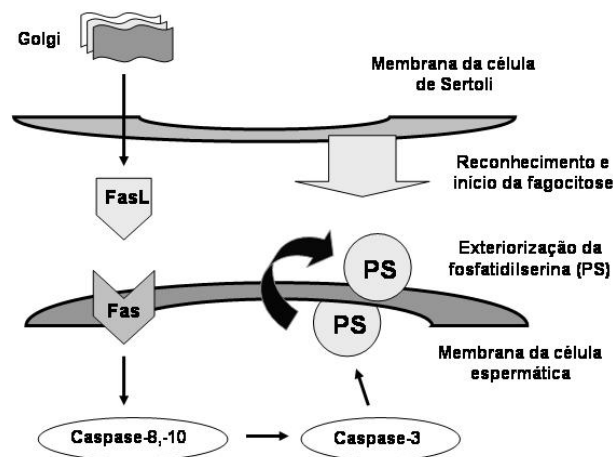 Golgi
Membrana da célula
de Sertoli
Reconhecimento e
início da fagocitose
FasL
Exteriorização da
fosfatidilserina (PS)
PS
Fas
PS
Membrana da célula
espermática
Caspase-8,-10
Caspase-3